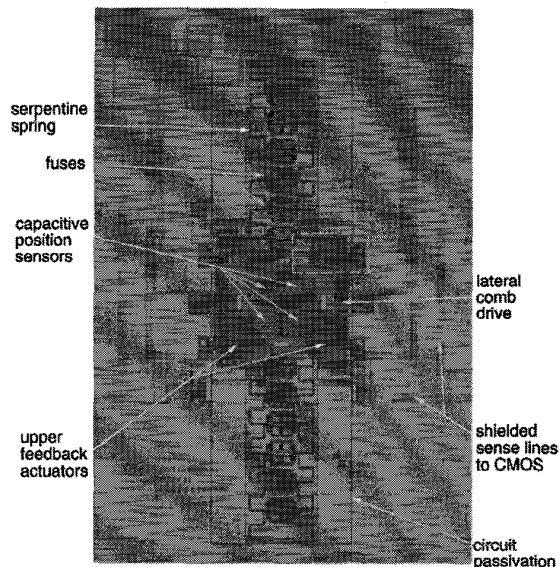 serpentine
spring
fuses
capacitive
position
sensors
lateral
comb
drive
upper
feedback
actuators
shielded
sense lines
to CMOS
circuit
passivation